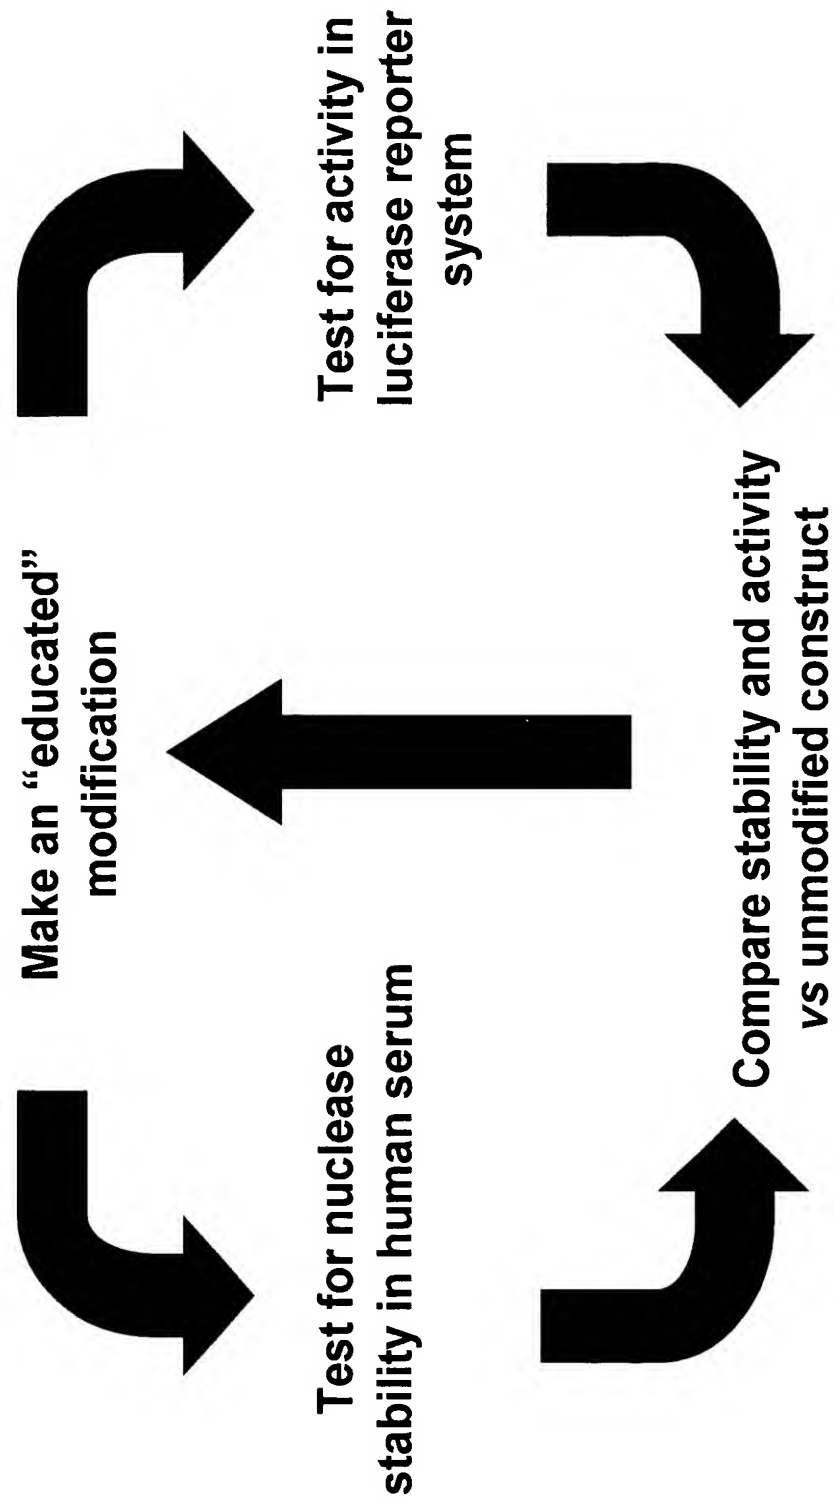 Make an “educated”
modification
Test for nuclease
stability in human serum
Test for activity in
luciferase reporter
system
Compare stability and activity
vs unmodified construct